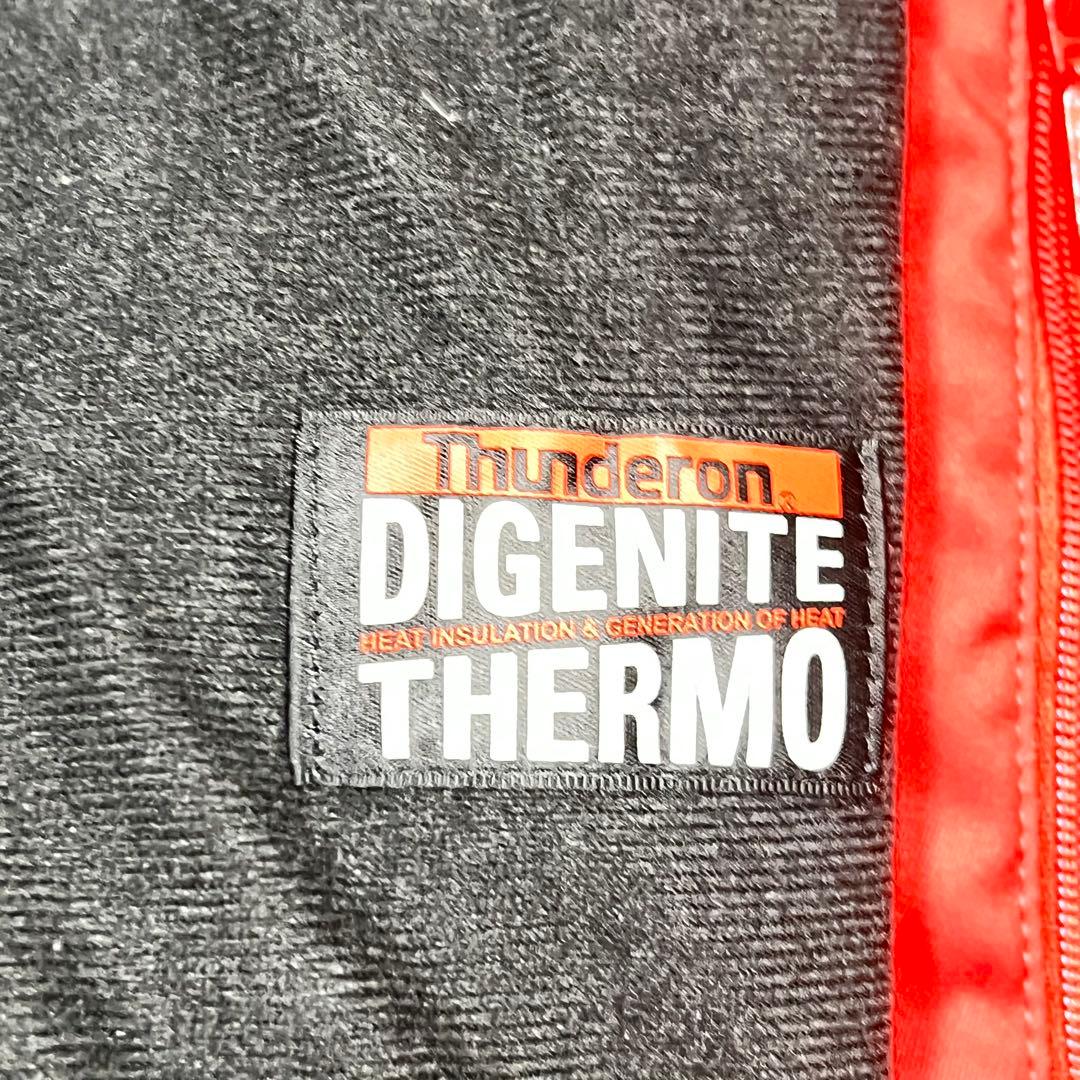 Thunderon®
DIGENITE
HEAT INSULATION & GENERATION OF HEAT
THERMO